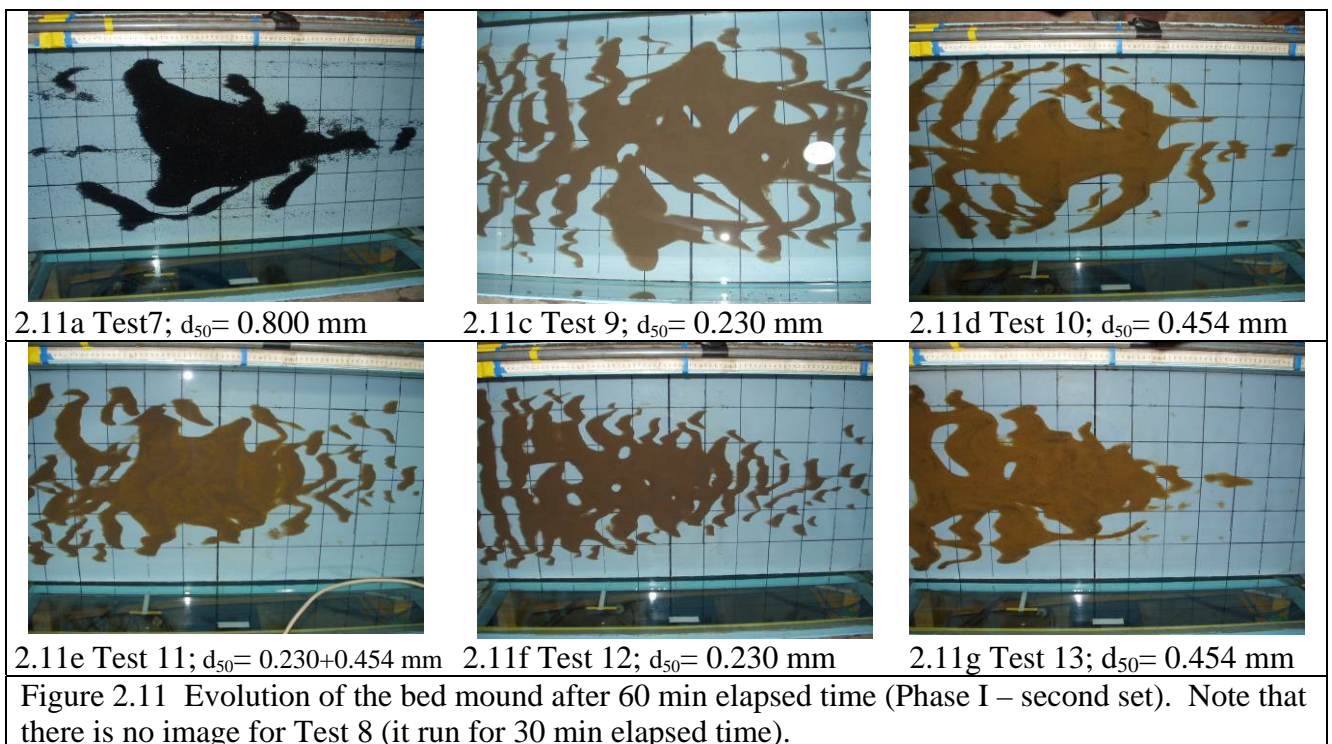 2.11a Test7; d50= 0.800 mm
2.11c Test 9; d50= 0.230 mm
2.11d Test 10; d50= 0.454 mm
2.11e Test 11; d50= 0.230+0.454 mm
2.11f Test 12; d50= 0.230 mm
2.11g Test 13; d50= 0.454 mm
Figure 2.11 Evolution of the bed mound after 60 min elapsed time (Phase I – second set). Note that
there is no image for Test 8 (it run for 30 min elapsed time).